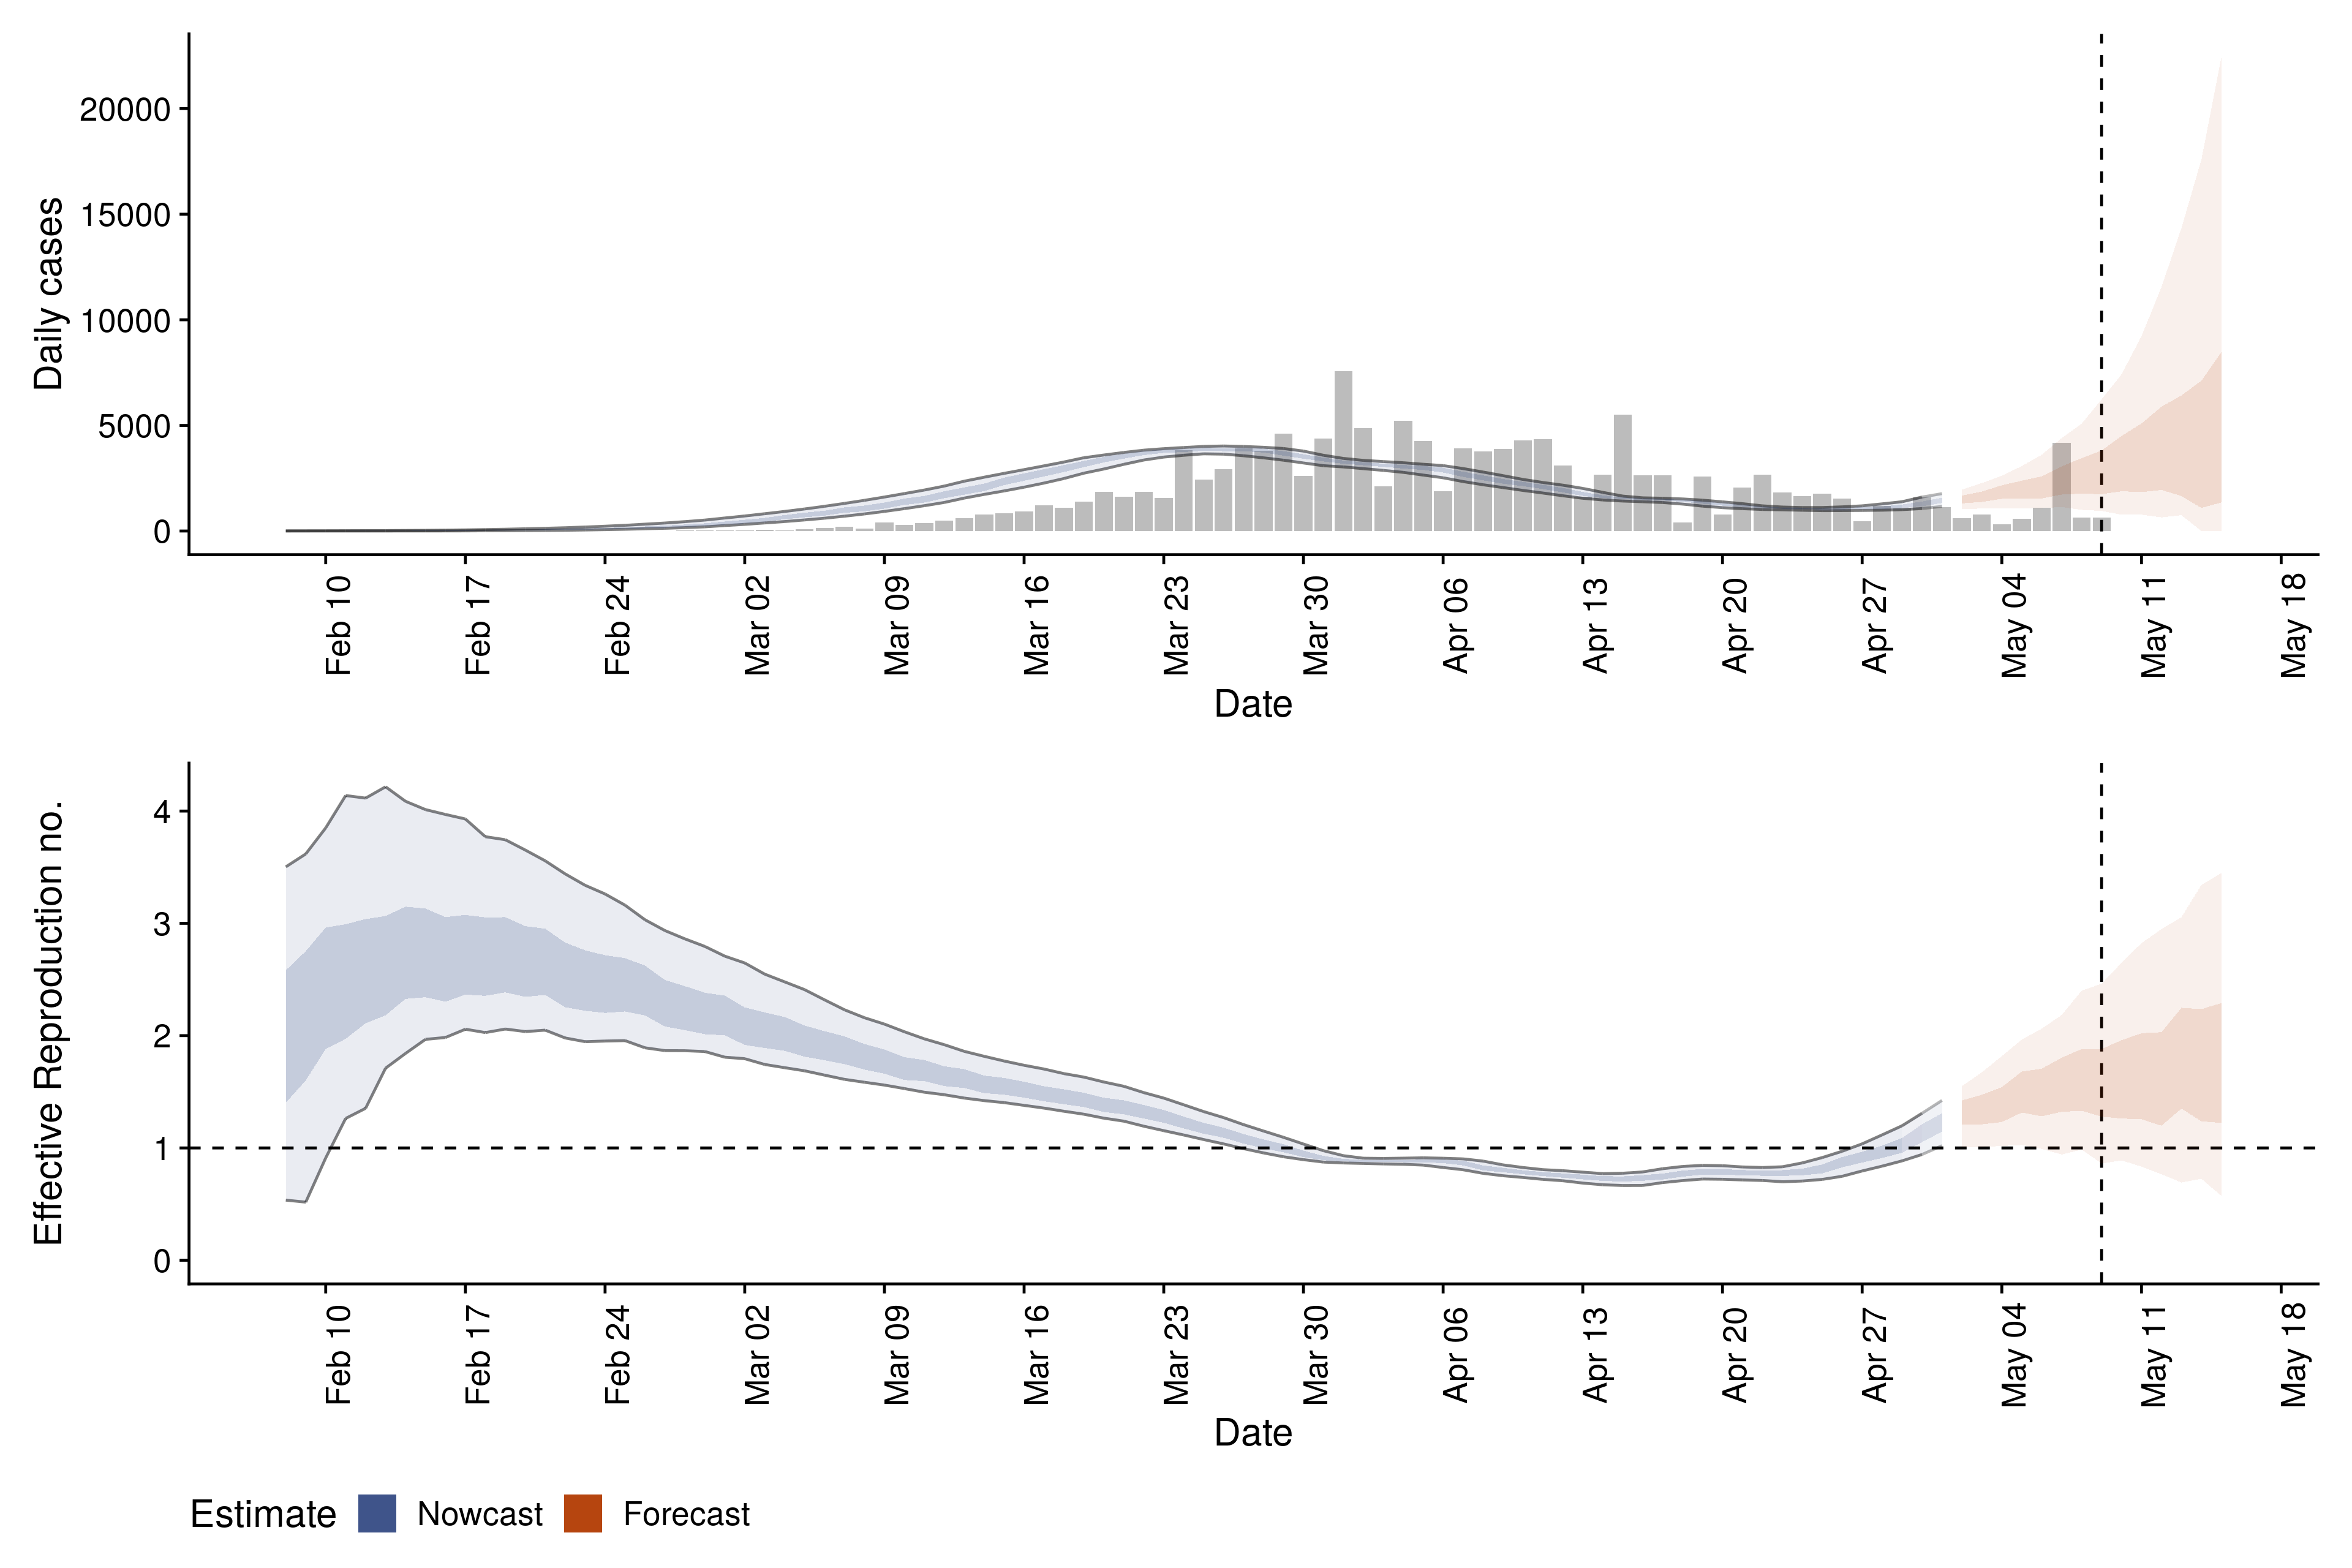 Daily cases
20000
15000
10000
5000
0
Feb 10
Feb 17
Feb 24
Mar 02
Mar 09
Mar 16
Mar 23
Mar 30
Apr 06
Apr 13
Apr 20
Apr 27
May 04
May 11
May 18
Date
Effective Reproduction no.
4
3
2
1
0
Feb 10
Feb 17
Feb 24
Mar 02
Mar 09
Mar 16
Mar 23
Mar 30
Apr 06
Apr 13
Apr 20
Apr 27
May 04
May 11
May 18
Date
Estimate Nowcast Forecast